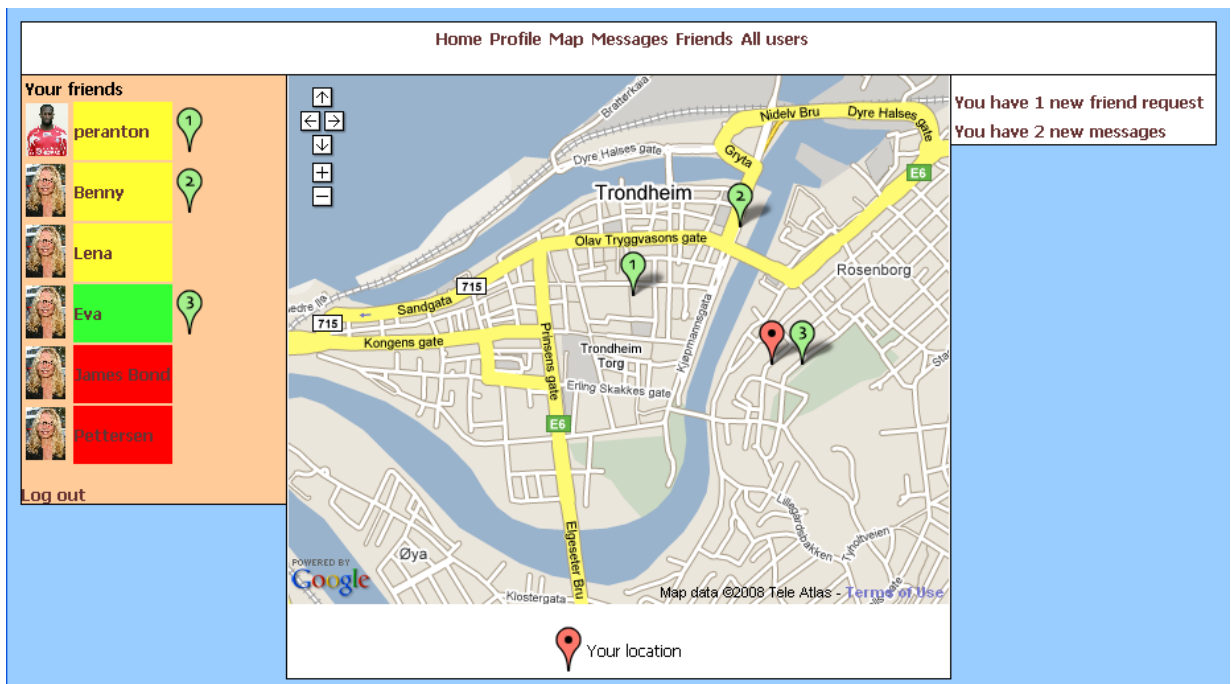 Home Profile Map Messages Friends All users
Your friends
peranton 1
Benny 2
Lena
Eva 3
James Bond
Pettersen
Log out
Brattørkaia
Nidelv Bru
Dyre Halses gate
Dyre Halses gate
Gryta
E6
Trondheim
2
Olav Tryggvasons gate
1
Rosenborg
715
Sandgata
715
Kongens gate
Prinsens gate
Trondheim
Torg
Kjøpmannsgata
3
Erling Skakkes gate
E6
Lillegårdsbakken
Tyholtveien
Elgeseter Bru
Øya
Klostergata
POWERED BY
Google
Map data ©2008 Tele Atlas - Terms of Use
Your location
You have 1 new friend request
You have 2 new messages